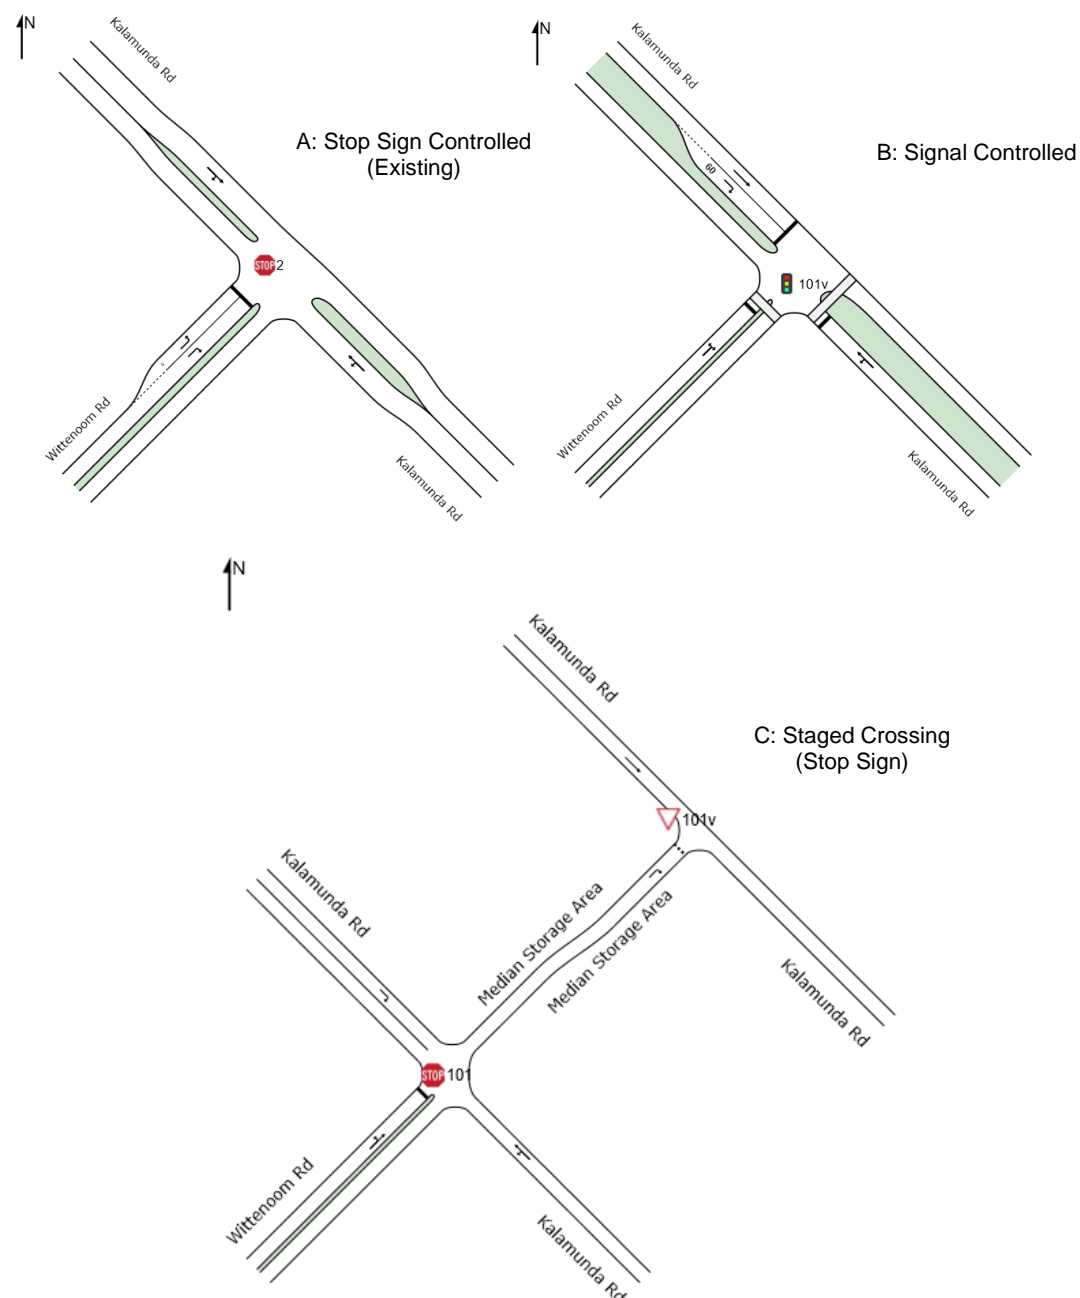 N
Kalamunda Rd
A: Stop Sign Controlled
(Existing)
STOP 2
Wittenoom Rd
Kalamunda Rd
N
Kalamunda Rd
B: Signal Controlled
60
101v
Wittenoom Rd
Kalamunda Rd
N
Kalamunda Rd
C: Staged Crossing
(Stop Sign)
101v
Kalamunda Rd
Median Storage Area
Median Storage Area
Kalamunda Rd
STOP 101
Wittenoom Rd
Kalamunda Rd